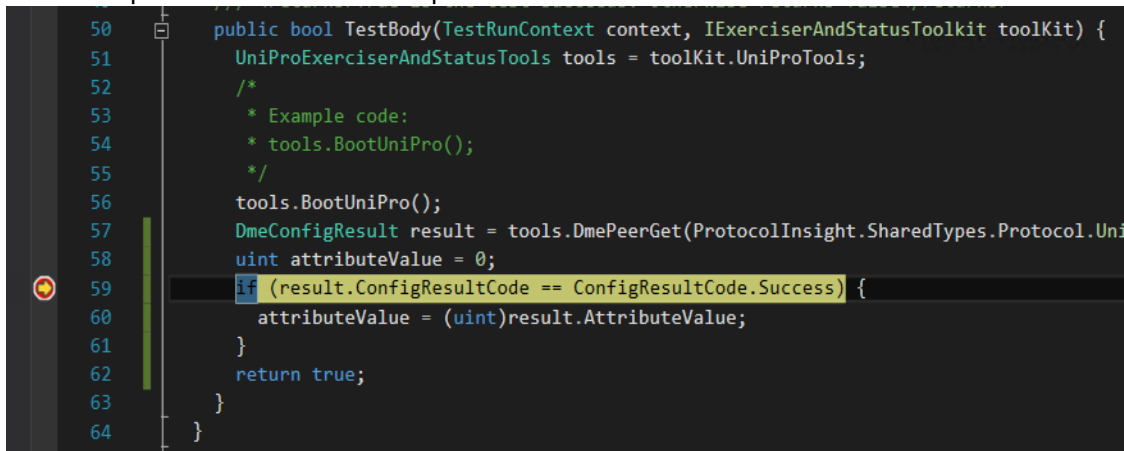 50 public bool TestBody(TestRunContext context, IExerciserAndStatusToolkit toolKit) {
51 UniProExerciserAndStatusTools tools = toolKit.UniProTools;
52 /*
53 * Example code:
54 * tools.BootUniPro();
55 */
56 tools.BootUniPro();
57 DmeConfigResult result = tools.DmePeerGet(ProtocolInsight.SharedTypes.Protocol.Uni
58 uint attributeValue = 0;
59 if (result.ConfigResultCode == ConfigResultCode.Success) {
60 attributeValue = (uint)result.AttributeValue;
61 }
62 return true;
63 }
64 }